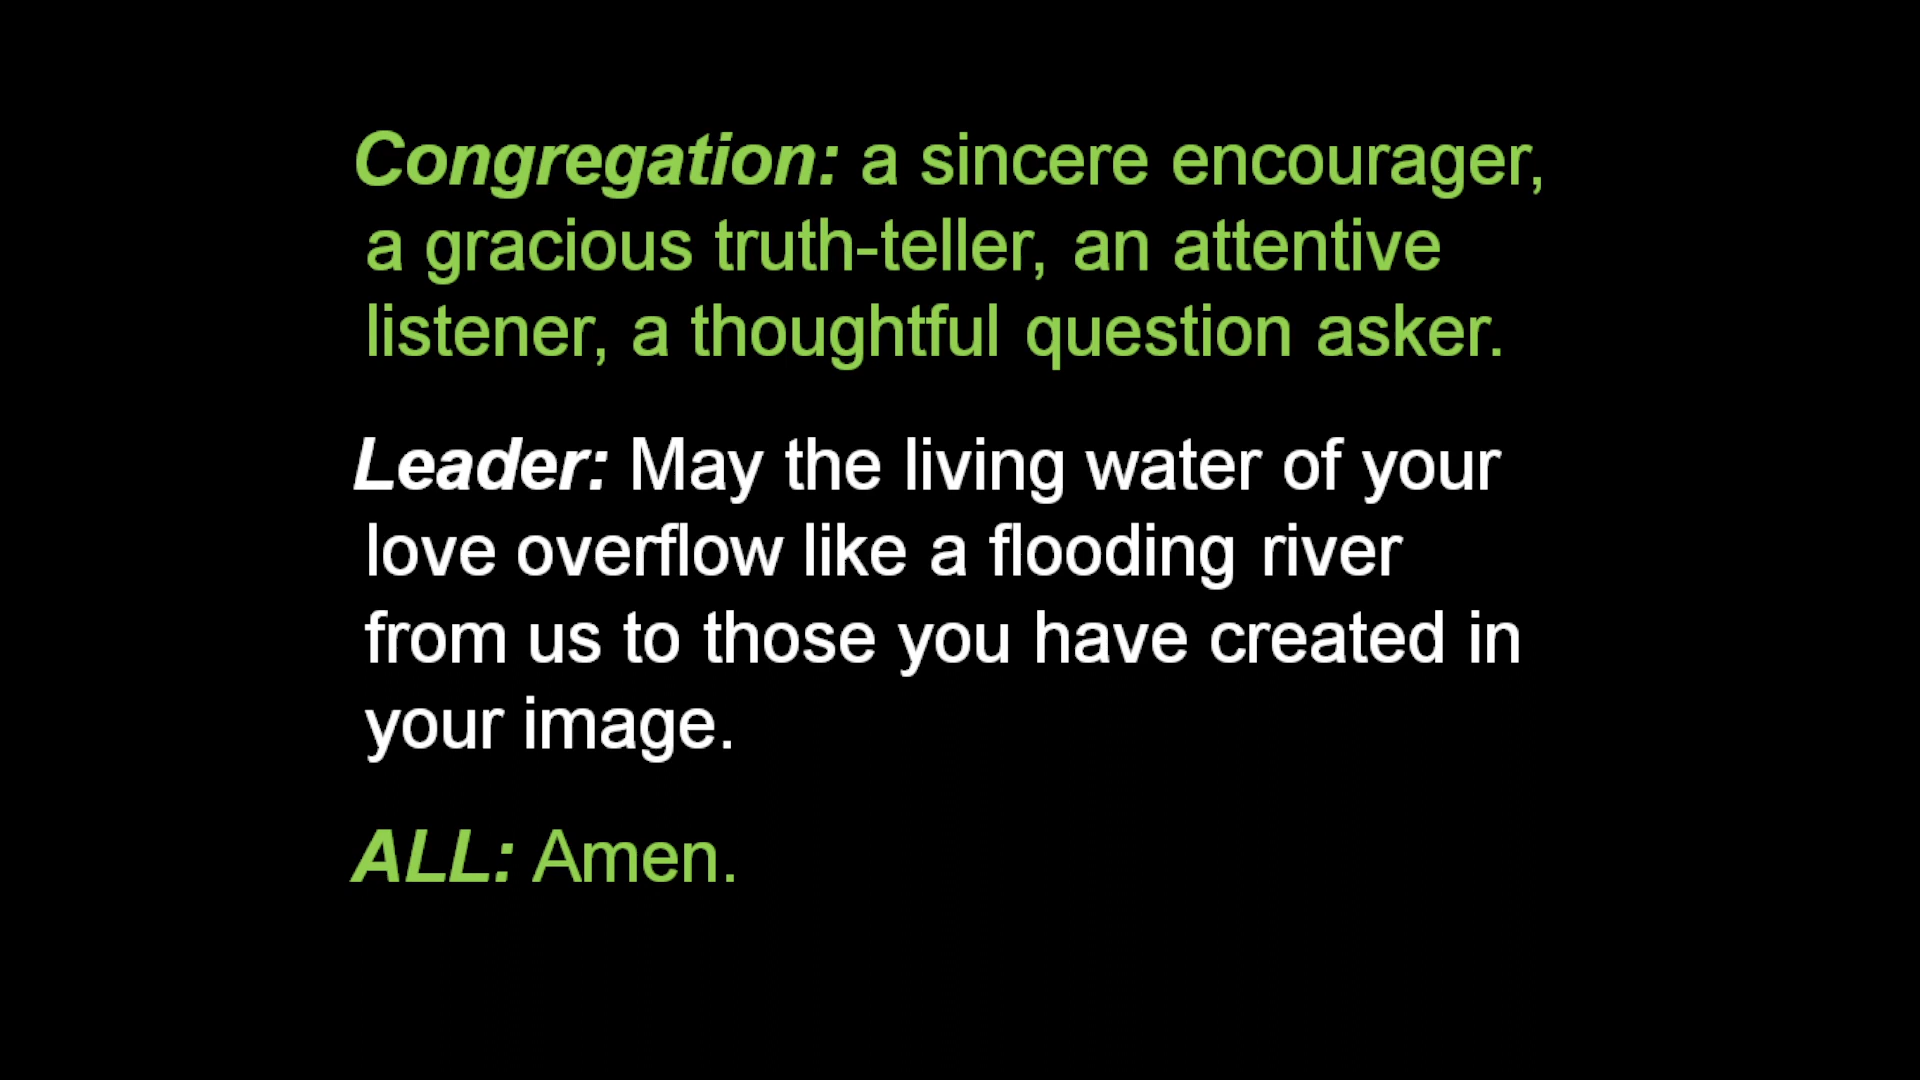 Congregation: a sincere encourager,
a gracious truth-teller, an attentive
listener, a thoughtful question asker.
Leader: May the living water of your
love overflow like a flooding river
from us to those you have created in
your image.
ALL: Amen.